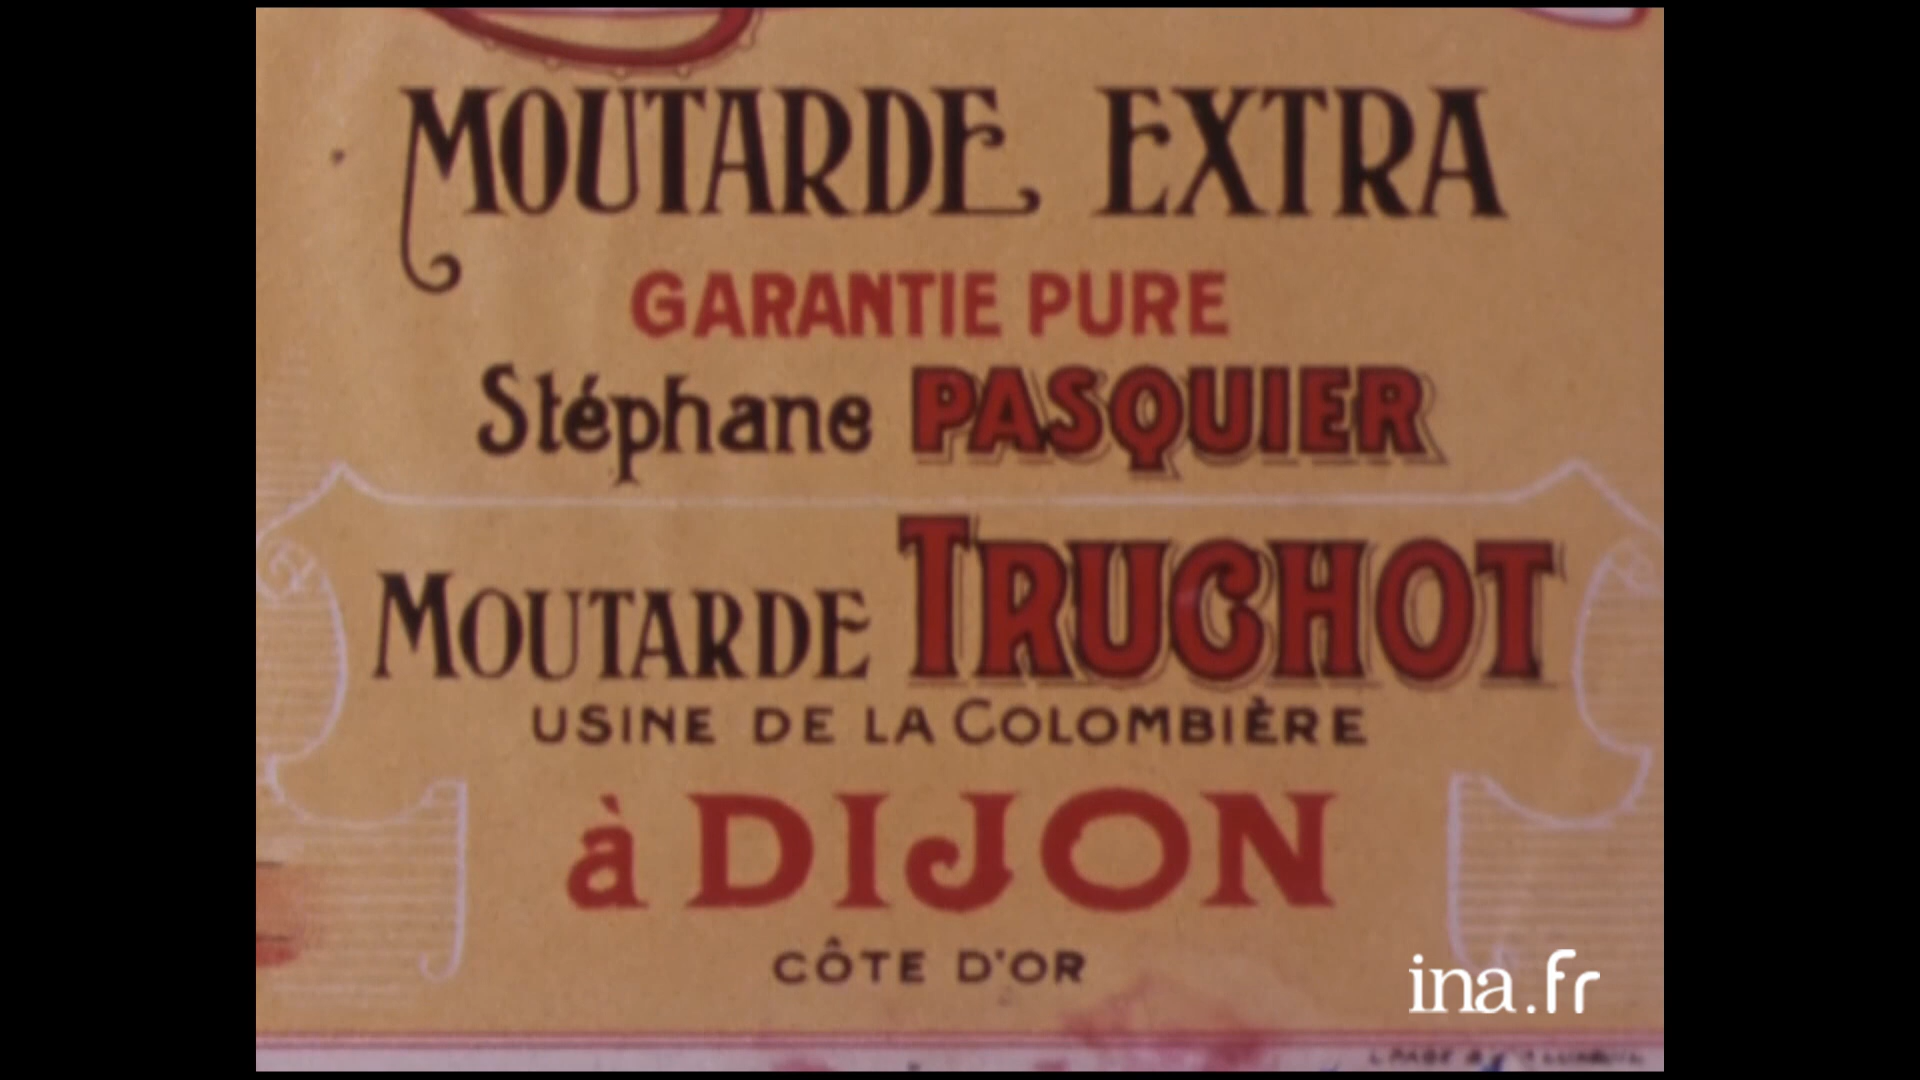 MOUTARDE EXTRA
GARANTIE PURE
Stéphane PASQUIER
MOUTARDE TRUCHOT
USINE DE LA COLOMBIÈRE
à DIJON
CÔTE D'OR
ina.fr